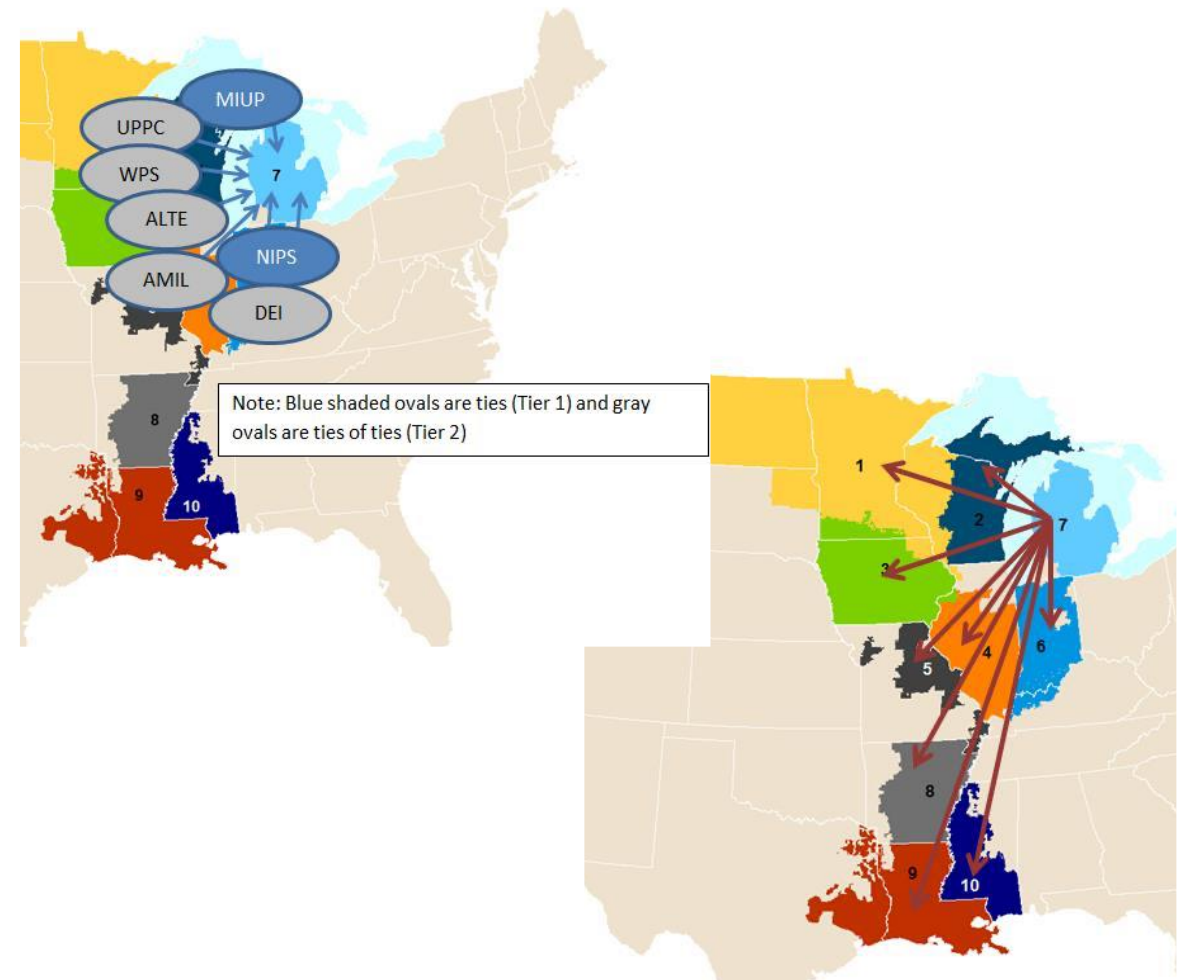 MIUP
UPPC
WPS
7
ALTE
NIPS
AMIL
DEI
Note: Blue shaded ovals are ties (Tier 1) and gray
ovals are ties of ties (Tier 2)
8
9
10
1
2
7
3
4
6
5
8
9
10